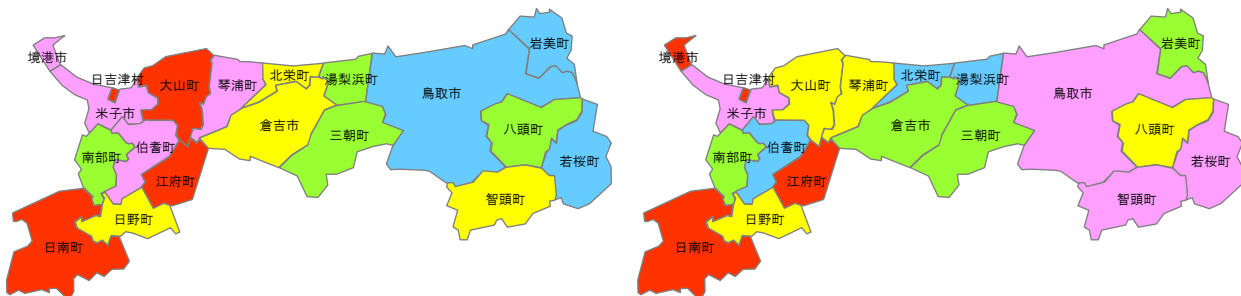 岩美町
境港市
大山町
北栄町
湯梨浜町
日吉津村
琴浦町
鳥取市
米子市
倉吉市
三朝町
八頭町
伯耆町
南部町
若桜町
江府町
智頭町
日野町
日南町
岩美町
境港市
大山町
北栄町
湯梨浜町
日吉津村
琴浦町
鳥取市
米子市
倉吉市
三朝町
八頭町
伯耆町
南部町
若桜町
江府町
智頭町
日野町
日南町